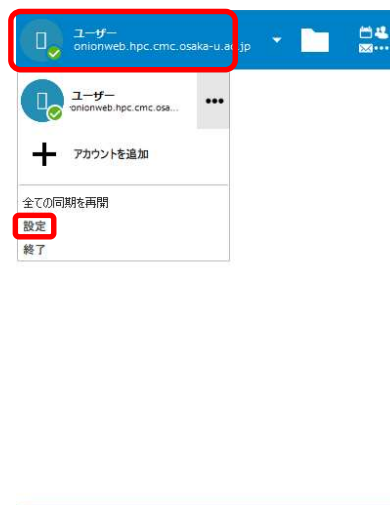 ユーザー
onionweb.hpc.cmc.osaka-u.ac.jp
ユーザー
onionweb.hpc.cmc.osa...
アカウントを追加
全ての同期を再開
設定
終了